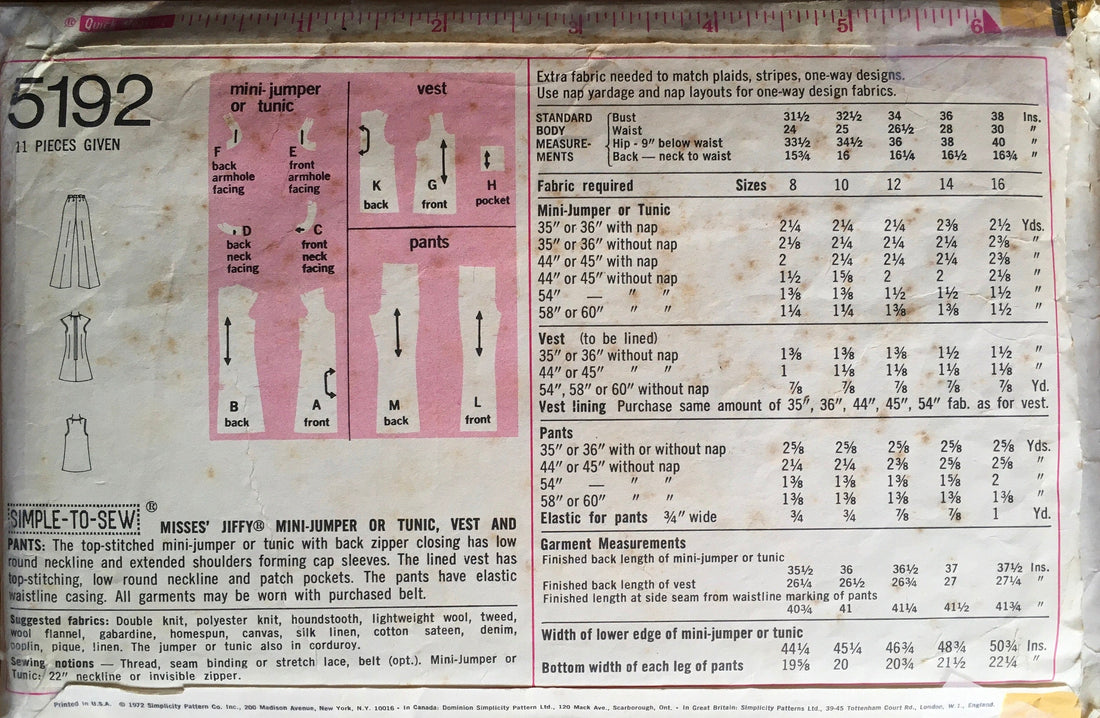 ® Quick 1 2 3 4 5 6
5192
11 PIECES GIVEN
mini-jumper
or tunic
F
back
armhole
facing
E
front
armhole
facing
D
back
neck
facing
C
front
neck
facing
B
back
A
front
vest
K
back
G
front
H
pocket
pants
M
back
L
front
SIMPLE-TO-SEW ® MISSES' JIFFY® MINI-JUMPER OR TUNIC, VEST AND
PANTS: The top-stitched mini-jumper or tunic with back zipper closing has low
round neckline and extended shoulders forming cap sleeves. The lined vest has
top-stitching, low round neckline and patch pockets. The pants have elastic
waistline casing. All garments may be worn with purchased belt.
Suggested fabrics: Double knit, polyester knit, houndstooth, lightweight wool, tweed,
wool flannel, gabardine, homespun, canvas, silk linen, cotton sateen, denim,
poplin, pique, linen. The jumper or tunic also in corduroy.
Sewing notions — Thread, seam binding or stretch lace, belt (opt.). Mini-Jumper or
Tunic: 22" neckline or invisible zipper.
Extra fabric needed to match plaids, stripes, one-way designs.
Use nap yardage and nap layouts for one-way design fabrics.
STANDARD Bust 31½ 32½ 34 36 38 Ins.
BODY Waist 24 25 26½ 28 30 "
MEASURE- Hip - 9" below waist 33½ 34½ 36 38 40 "
MENTS Back — neck to waist 15¾ 16 16¼ 16½ 16¾ "
Fabric required Sizes 8 10 12 14 16
Mini-Jumper or Tunic
35" or 36" with nap 2¼ 2¼ 2¼ 2⅜ 2½ Yds.
35" or 36" without nap 2⅛ 2¼ 2¼ 2¼ 2⅜ "
44" or 45" with nap 2 2¼ 2¼ 2¼ 2⅜ "
44" or 45" without nap 1½ 1⅝ 2 2 2⅛ "
54" — " " 1⅜ 1⅜ 1½ 1½ 1½ "
58" or 60" " " 1¼ 1¼ 1⅜ 1⅜ 1½ "
Vest (to be lined)
35" or 36" without nap 1⅜ 1⅜ 1⅜ 1½ 1½ "
44" or 45" " " 1 1⅛ 1⅛ 1⅛ 1⅛ "
54", 58" or 60" without nap ⅞ ⅞ ⅞ ⅞ ⅞ Yd.
Vest lining Purchase same amount of 35", 36", 44", 45", 54" fab. as for vest.
Pants
35" or 36" with or without nap 2⅝ 2⅝ 2⅝ 2⅝ 2⅝ Yds.
44" or 45" without nap 2¼ 2¼ 2⅜ 2⅝ 2⅝ "
54" — " " 1⅜ 1⅜ 1⅜ 1⅝ 2 "
58" or 60" " " 1⅜ 1⅜ 1⅜ 1⅜ 1⅜ "
Elastic for pants ¾" wide ¾ ¾ ⅞ ⅞ 1 Yd.
Garment Measurements
Finished back length of mini-jumper or tunic
35½ 36 36½ 37 37½ Ins.
Finished back length of vest 26¼ 26½ 26¾ 27 27¼ "
Finished length at side seam from waistline marking of pants
40¾ 41 41¼ 41½ 41¾ "
Width of lower edge of mini-jumper or tunic
44¼ 45¼ 46¾ 48¾ 50¾ Ins.
Bottom width of each leg of pants 19⅝ 20 20¾ 21½ 22¼ "
Printed in U.S.A. © 1972 Simplicity Pattern Co. Inc., 200 Madison Avenue, New York, N.Y. 10016 - In Canada: Dominion Simplicity Pattern Ltd., 120 Mack Ave., Scarborough, Ont. - In Great Britain: Simplicity Patterns Ltd., 39-45 Tottenham Court Rd., London, W.1., England.